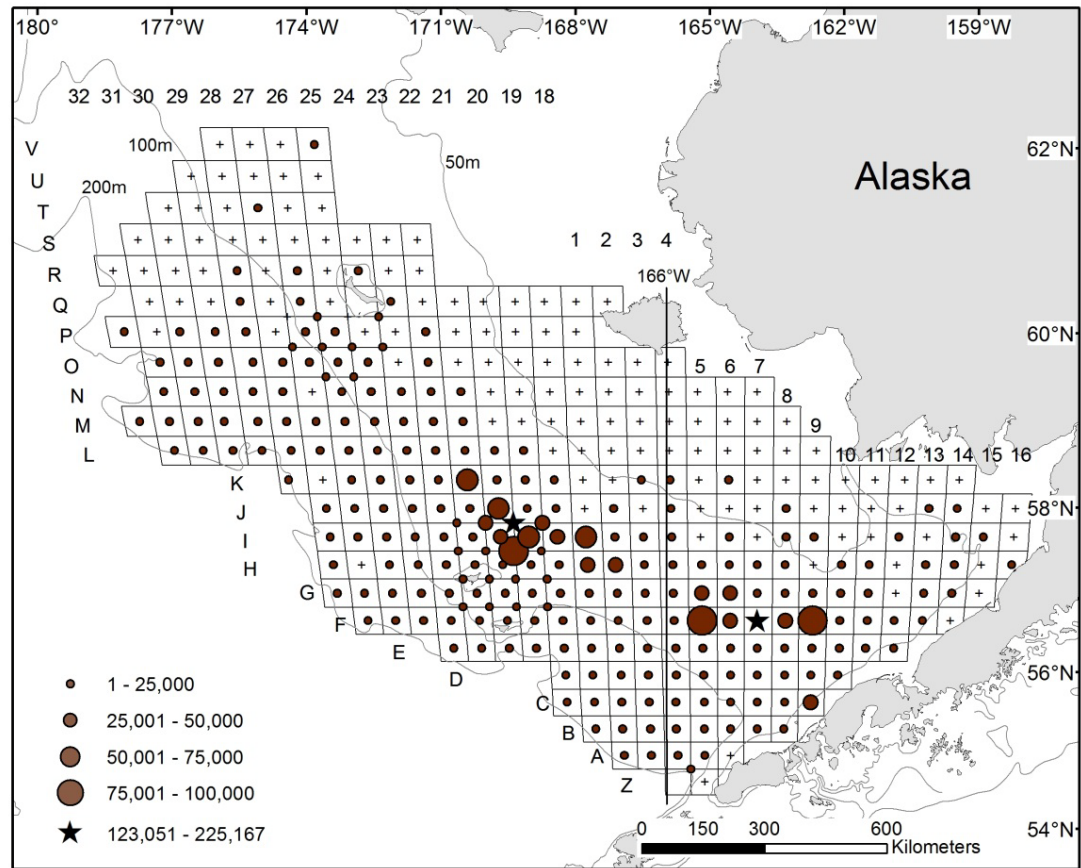 180° 177°W 174°W 171°W 168°W 165°W 162°W 159°W
32 31 30 29 28 27 26 25 24 23 22 21 20 19 18
V
100m
50m
62°N
U
200m
Alaska
T
S
1 2 3 4
R
166°W
Q
P
60°N
O
5 6 7
N
8
M
9
L
10 11 12 13 14 15 16
K
J
58°N
I
H
G
F
E
D
56°N
C
B
A
Z
1 - 25,000
25,001 - 50,000
50,001 - 75,000
75,001 - 100,000
123,051 - 225,167
0 150 300 600
Kilometers
54°N